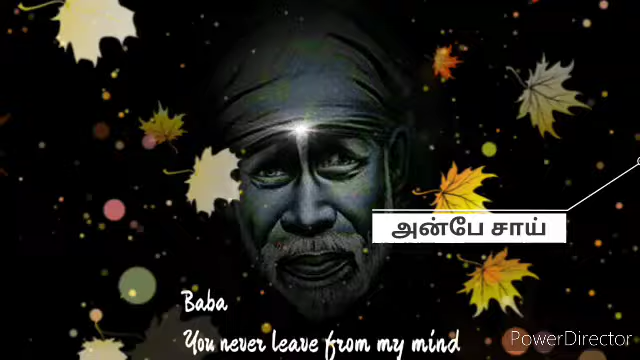 அன்பே சாய்
Baba
You never leave from my mind
PowerDirector